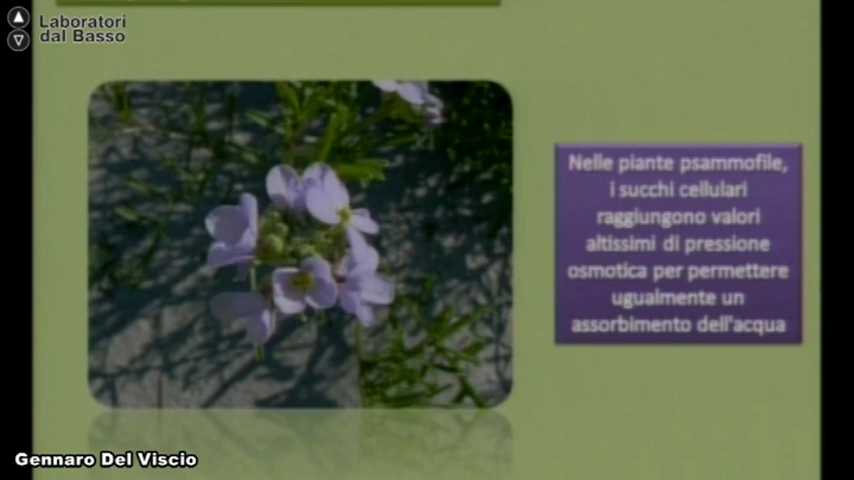 Laboratori
dal Basso
Nelle piante psammofile,
i succhi cellulari
raggiungono valori
altissimi di pressione
osmotica per permettere
ugualmente un
assorbimento dell'acqua
Gennaro Del Viscio